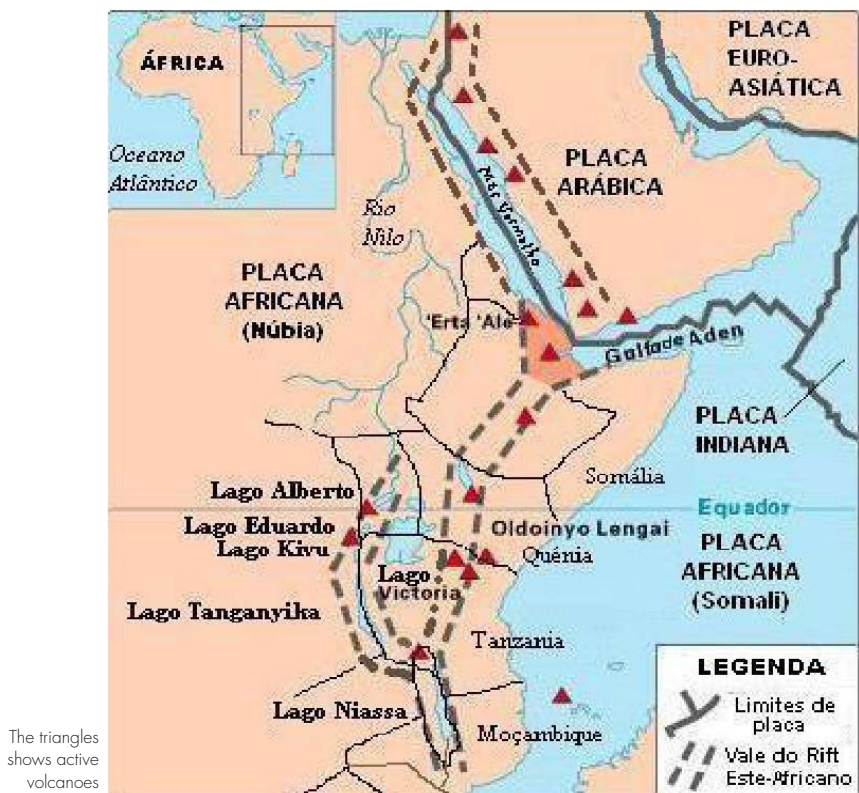 ÁFRICA
Oceano
Atlântico
PLACA
EURO-
ASIÁTICA
PLACA
ARÁBICA
Mar Vermelho
Rio
Nilo
PLACA
AFRICANA
(Núbia)
'Erta 'Ale
Golfo de Aden
PLACA
INDIANA
Somália
Lago Alberto
Equador
Lago Eduardo
Oldoinyo Lengai
Lago Kivu
Quénia
PLACA
AFRICANA
(Somali)
Lago
Victoria
Lago Tanganyika
Tanzania
Lago Niassa
Moçambique
LEGENDA
Limites de
placa
Vale do Rift
Este-Africano
The triangles
shows active
volcanoes